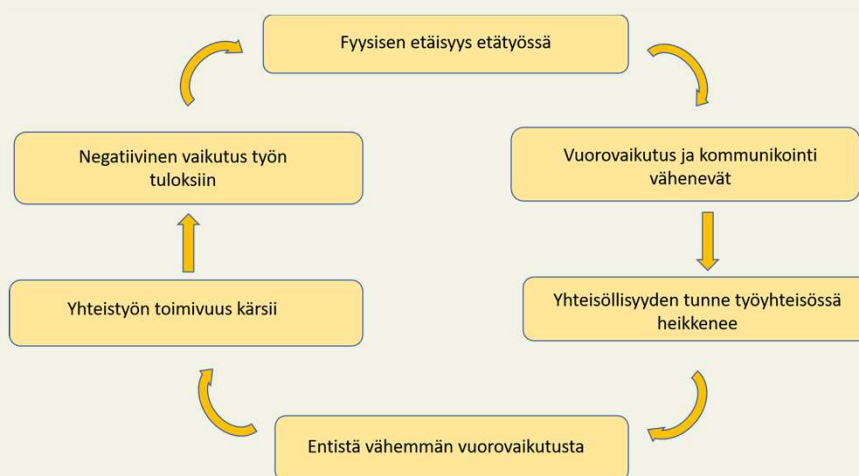 Fyysisen etäisyys etätyössä
Vuorovaikutus ja kommunikointi
vähenevät
Yhteisöllisyyden tunne työyhteisössä
heikkenee
Entistä vähemmän vuorovaikutusta
Yhteistyön toimivuus kärsii
Negatiivinen vaikutus työn
tuloksiin